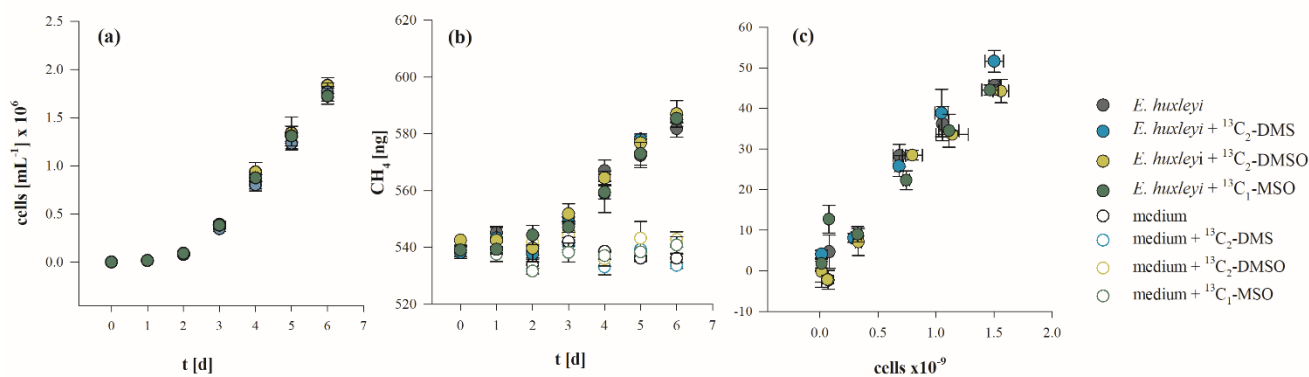 (a)
cells [mL⁻¹] x 10⁶
2.5
2.0
1.5
1.0
0.5
0.0
0 1 2 3 4 5 6 7
t [d]
(b)
CH₄ [ng]
620
600
580
560
540
520
0 1 2 3 4 5 6 7
t [d]
(c)
60
50
40
30
20
10
0
-10
0.0 0.5 1.0 1.5 2.0
cells x10⁻⁹
E. huxleyi
E. huxleyi + ¹³C₂-DMS
E. huxleyi + ¹³C₂-DMSO
E. huxleyi + ¹³C₁-MSO
medium
medium + ¹³C₂-DMS
medium + ¹³C₂-DMSO
medium + ¹³C₁-MSO